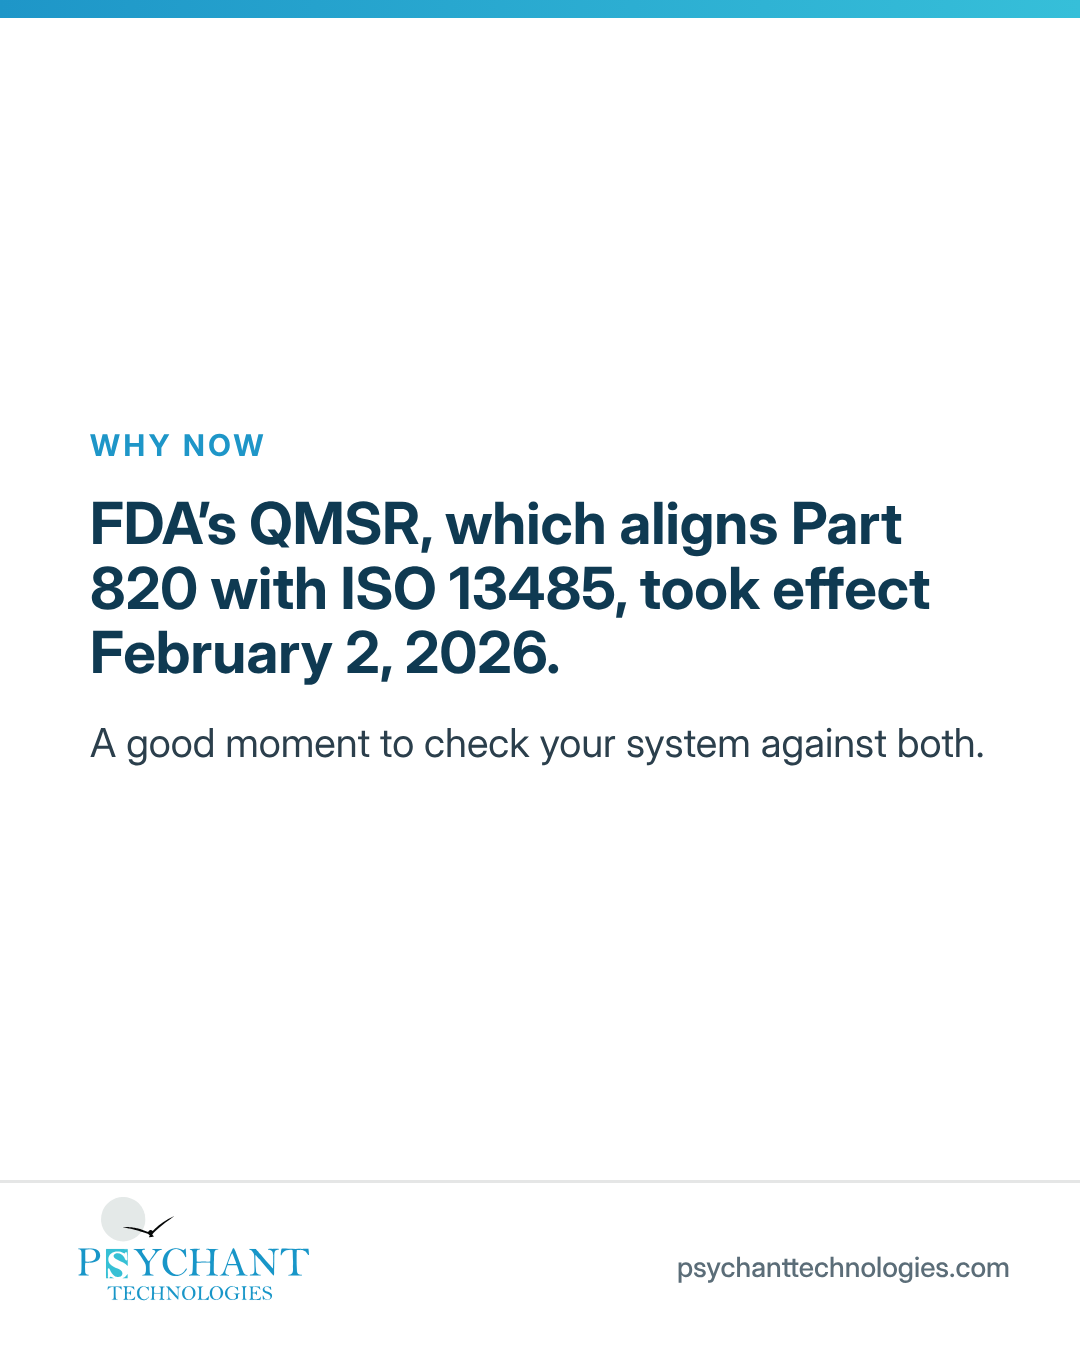 WHY NOW
FDA’s QMSR, which aligns Part
820 with ISO 13485, took effect
February 2, 2026.
A good moment to check your system against both.
PSYCHANT
TECHNOLOGIES
psychanttechnologies.com